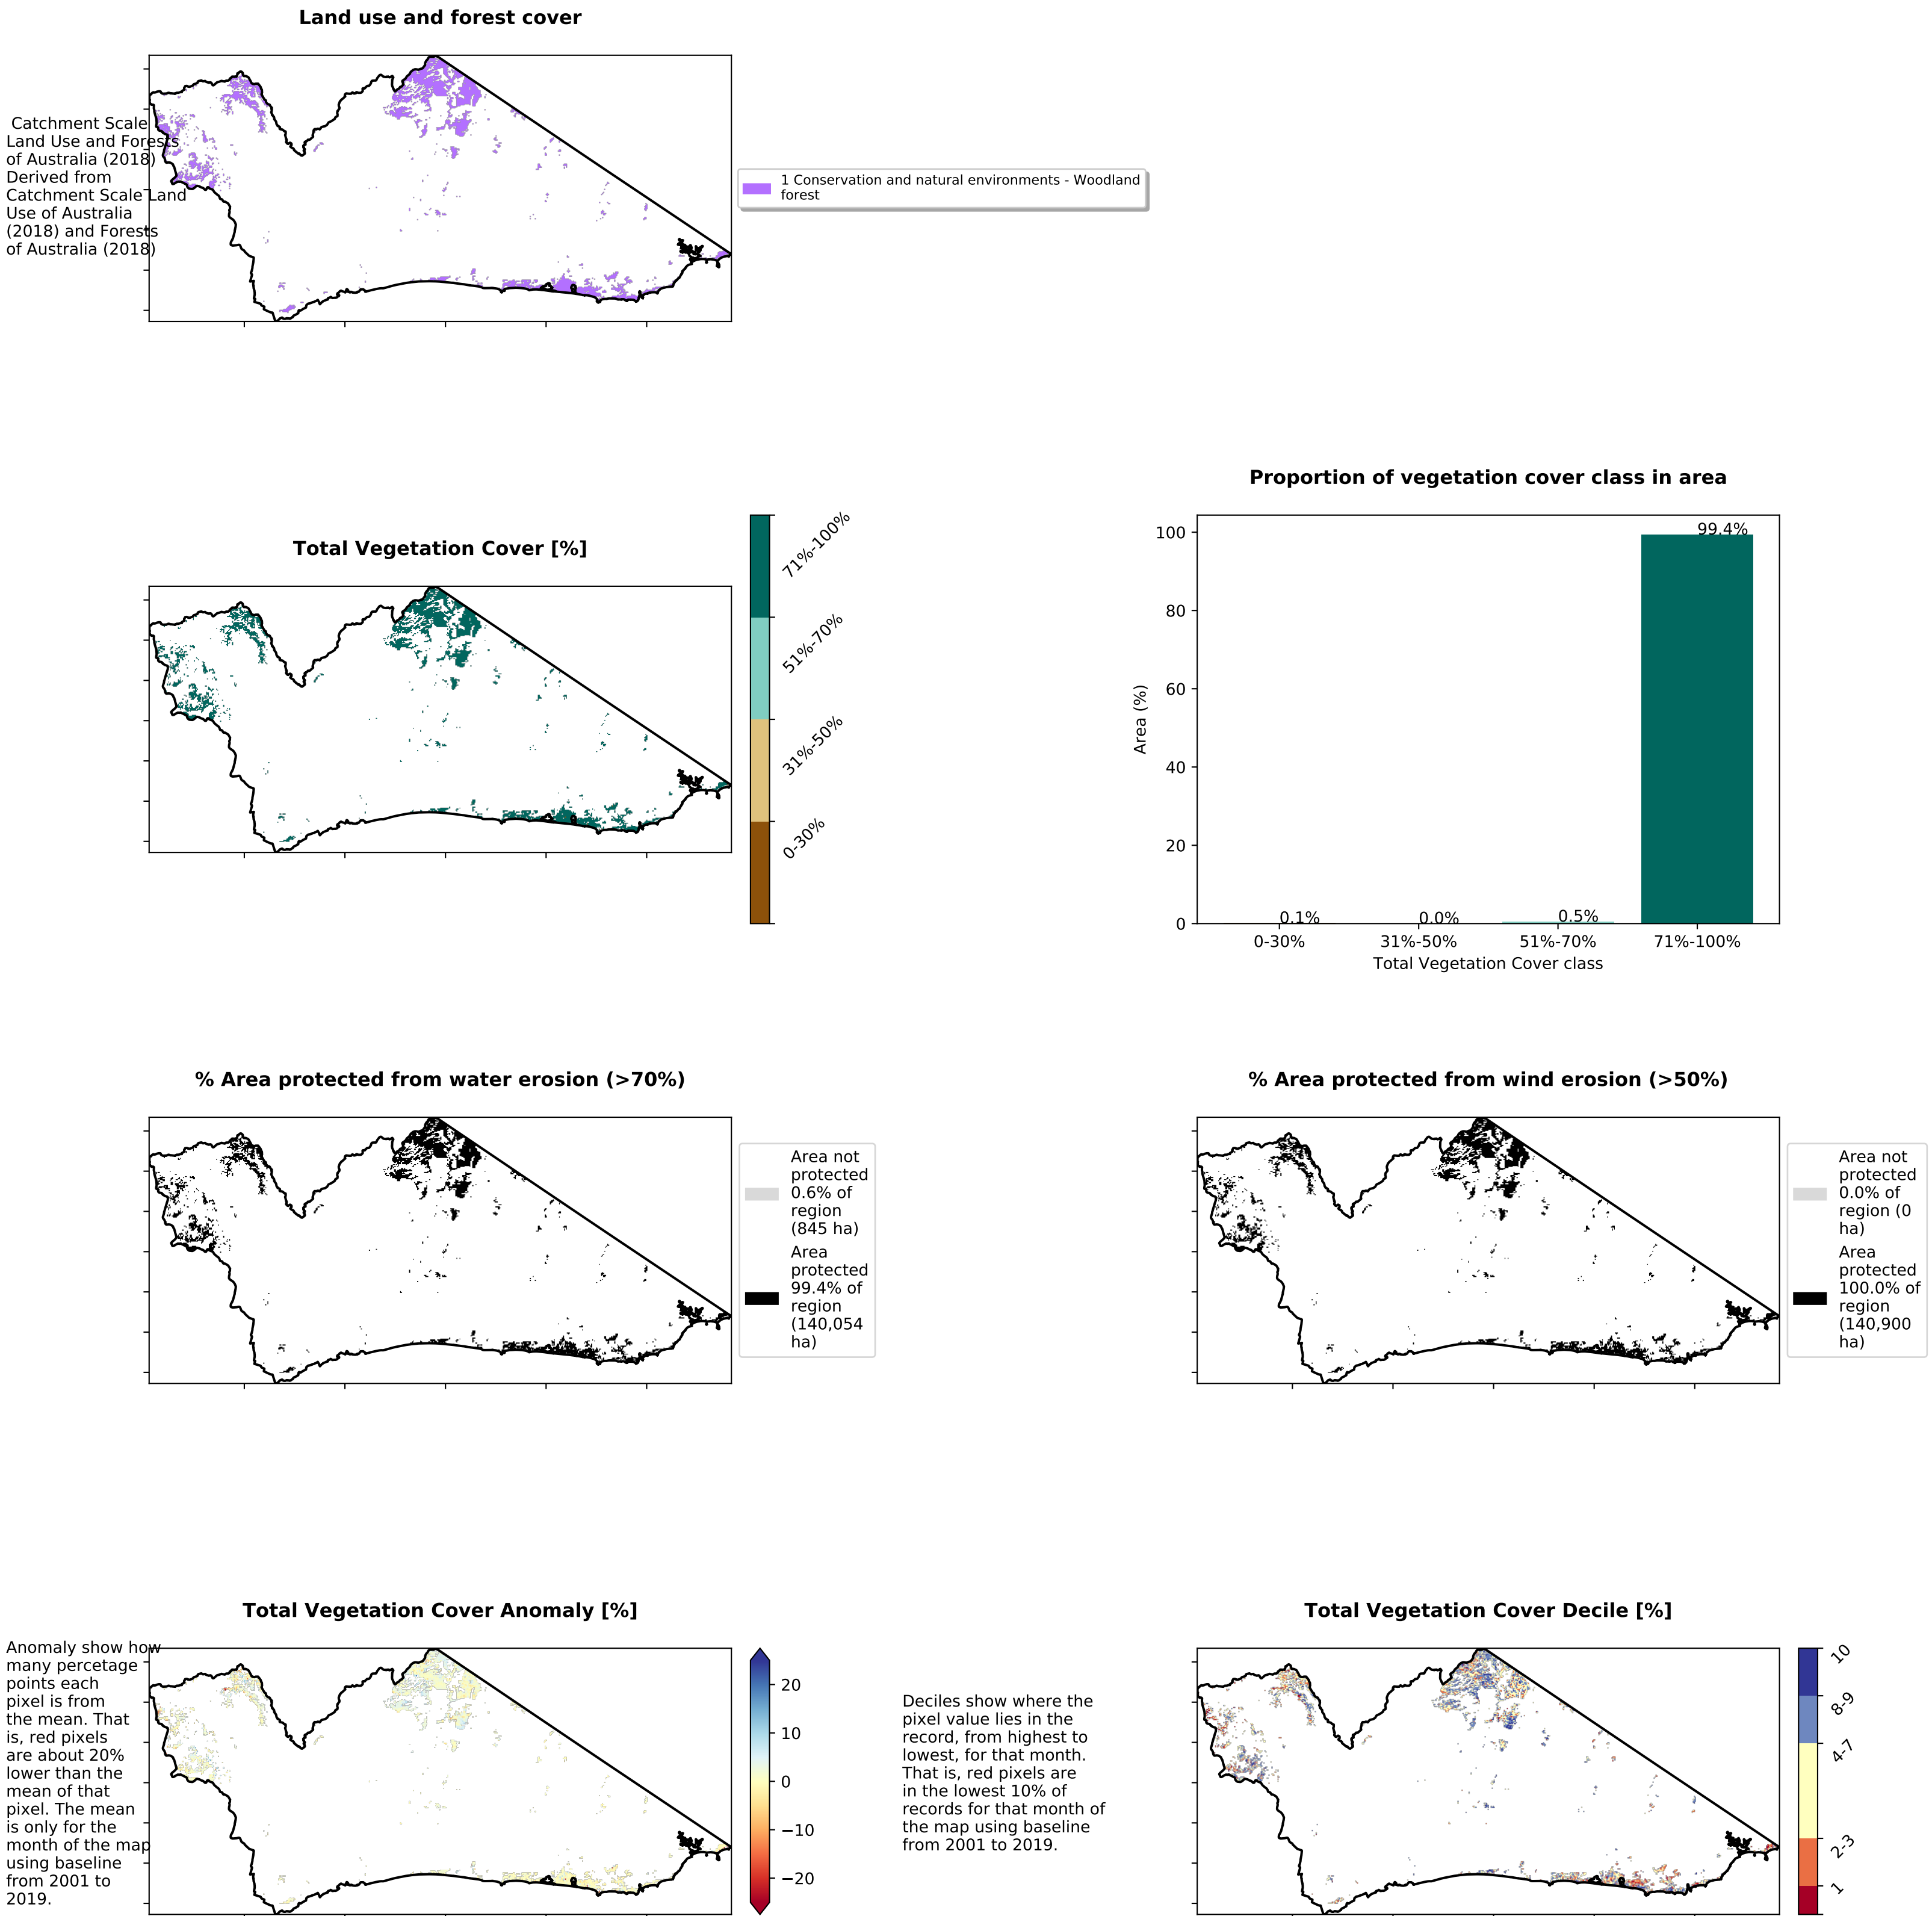 Land use and forest cover
Catchment Scale
Land Use and Forests
of Australia (2018)
Derived from
Catchment Scale Land
Use of Australia
(2018) and Forests
of Australia (2018)
1 Conservation and natural environments - Woodland
forest
Total Vegetation Cover [%]
71%-100%
51%-70%
31%-50%
0-30%
Proportion of vegetation cover class in area
100
80
60
40
20
0
Area (%)
0.1%
0.0%
0.5%
99.4%
0-30%
31%-50%
51%-70%
71%-100%
Total Vegetation Cover class
% Area protected from water erosion (>70%)
Area not
protected
0.6% of
region
(845 ha)
Area
protected
99.4% of
region
(140,054
ha)
% Area protected from wind erosion (>50%)
Area not
protected
0.0% of
region (0
ha)
Area
protected
100.0% of
region
(140,900
ha)
Total Vegetation Cover Anomaly [%]
Anomaly show how
many percetage
points each
pixel is from
the mean. That
is, red pixels
are about 20%
lower than the
mean of that
pixel. The mean
is only for the
month of the map
using baseline
from 2001 to
2019.
20
10
0
−10
−20
Total Vegetation Cover Decile [%]
Deciles show where the
pixel value lies in the
record, from highest to
lowest, for that month.
That is, red pixels are
in the lowest 10% of
records for that month of
the map using baseline
from 2001 to 2019.
10
8-9
4-7
2-3
1